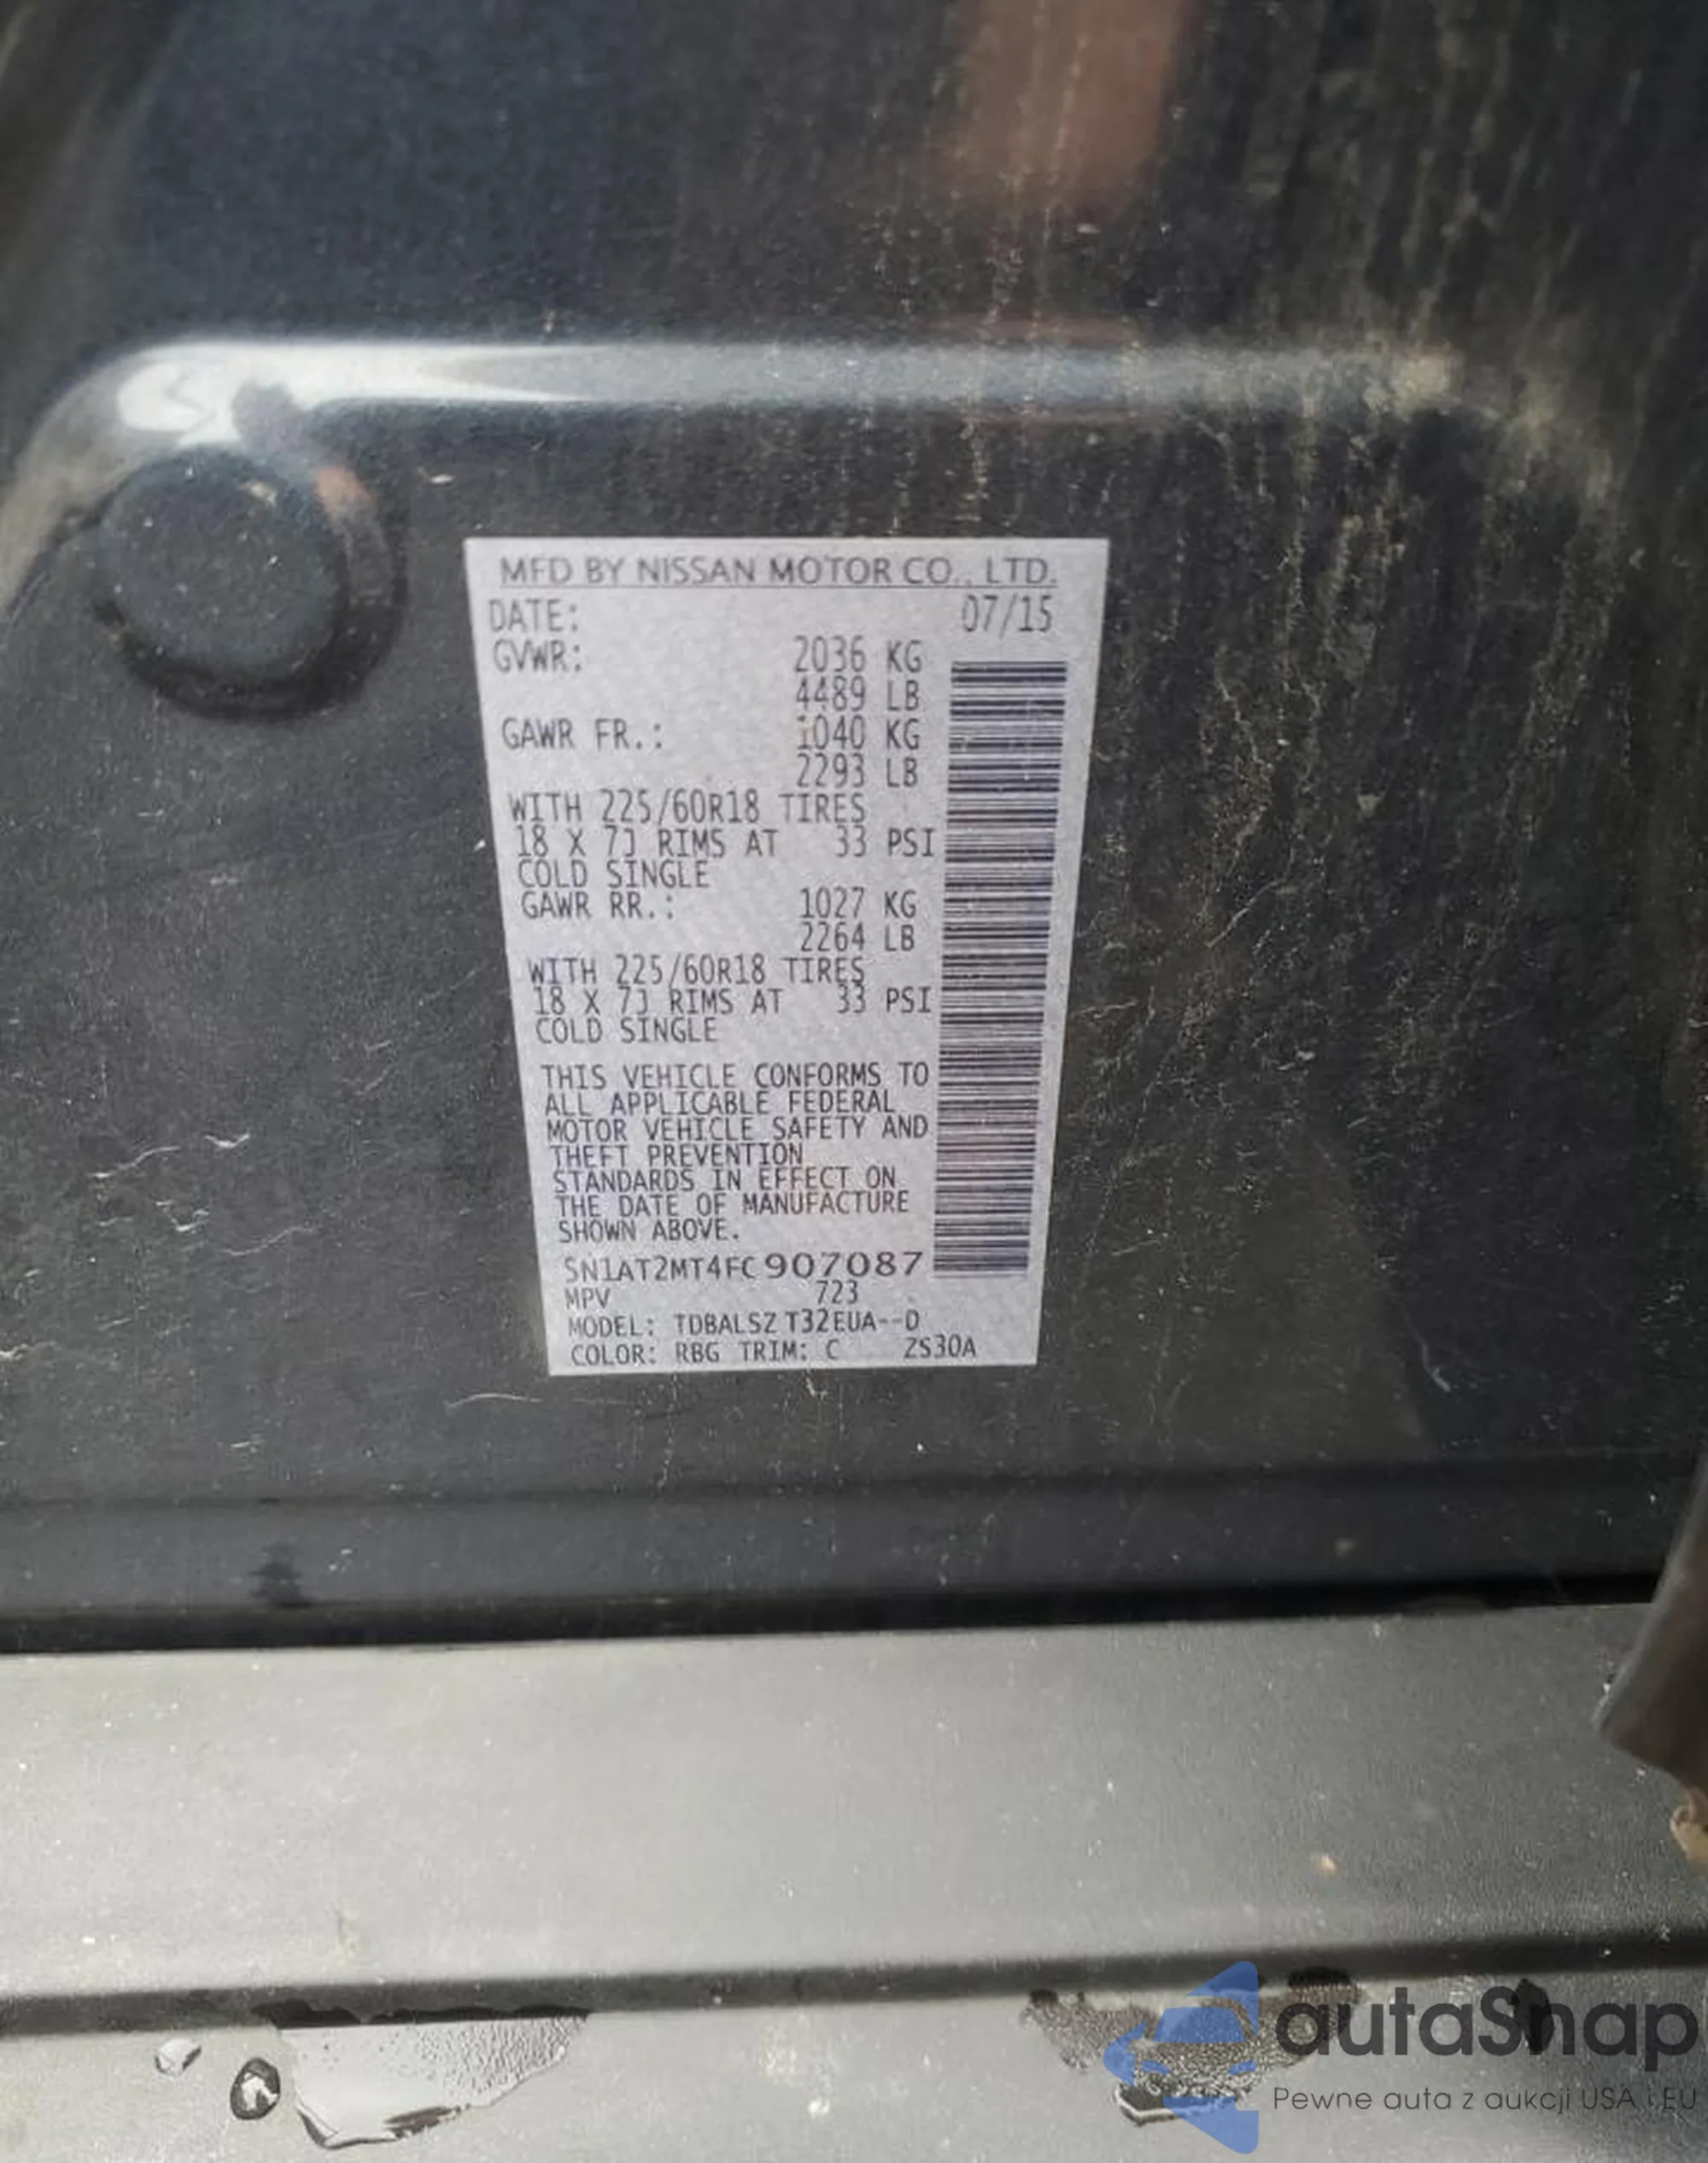 MFD BY NISSAN MOTOR CO., LTD.
DATE: 07/15
GVWR: 2036 KG
4489 LB
GAWR FR.: 1040 KG
2293 LB
WITH 225/60R18 TIRES
18 X 7J RIMS AT 33 PSI
COLD SINGLE
GAWR RR.: 1027 KG
2264 LB
WITH 225/60R18 TIRES
18 X 7J RIMS AT 33 PSI
COLD SINGLE
THIS VEHICLE CONFORMS TO
ALL APPLICABLE FEDERAL
MOTOR VEHICLE SAFETY AND
THEFT PREVENTION
STANDARDS IN EFFECT ON
THE DATE OF MANUFACTURE
SHOWN ABOVE.
5N1AT2MT4FC907087
MPV 723
MODEL: TDBALSZ T32EUA--D
COLOR: RBG TRIM: C ZS30A
autaSnap
Pewne auta z aukcji USA i EU